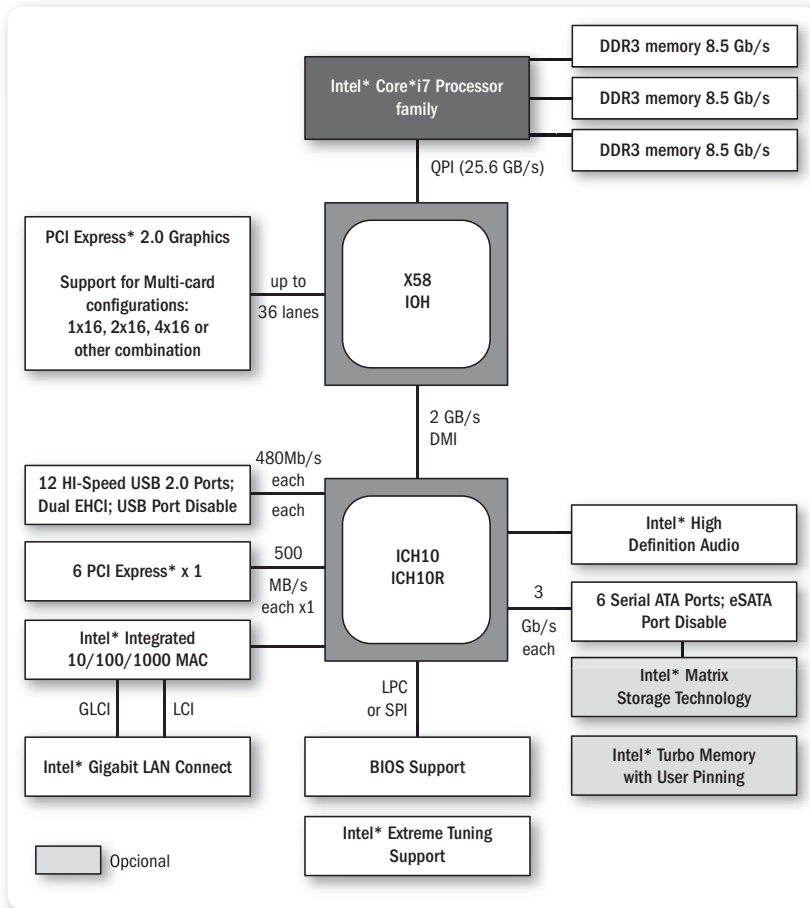 DDR3 memory 8.5 Gb/s
Intel* Core*i7 Processor
family
DDR3 memory 8.5 Gb/s
DDR3 memory 8.5 Gb/s
QPI (25.6 GB/s)
PCI Express* 2.0 Graphics
Support for Multi-card
configurations:
1x16, 2x16, 4x16 or
other combination
up to
36 lanes
X58
IOH
2 GB/s
DMI
12 HI-Speed USB 2.0 Ports;
Dual EHCI; USB Port Disable
480Mb/s
each
each
6 PCI Express* x 1
500
MB/s
each x1
ICH10
ICH10R
Intel* High
Definition Audio
3
Gb/s
each
6 Serial ATA Ports; eSATA
Port Disable
Intel* Integrated
10/100/1000 MAC
Intel* Matrix
Storage Technology
GLCI
LCI
LPC
or SPI
Intel* Gigabit LAN Connect
BIOS Support
Intel* Turbo Memory
with User Pinning
Intel* Extreme Tuning
Support
Opcional